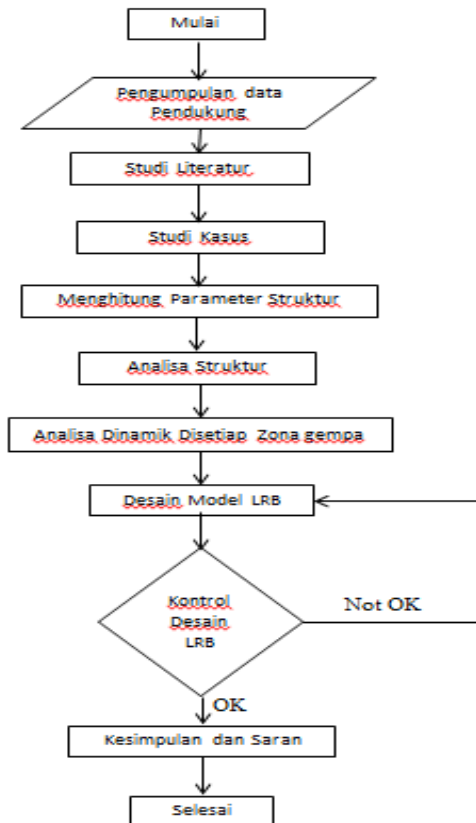 Mulai
Pengumpulan data
Pendukung
Studi Literatur
Studi Kasus
Menghitung Parameter Struktur
Analisa Struktur
Analisa Dinamik Disetiap Zona gempa
Desain Model LRB
Kontrol
Desain
LRB
Not OK
OK
Kesimpulan dan Saran
Selesai